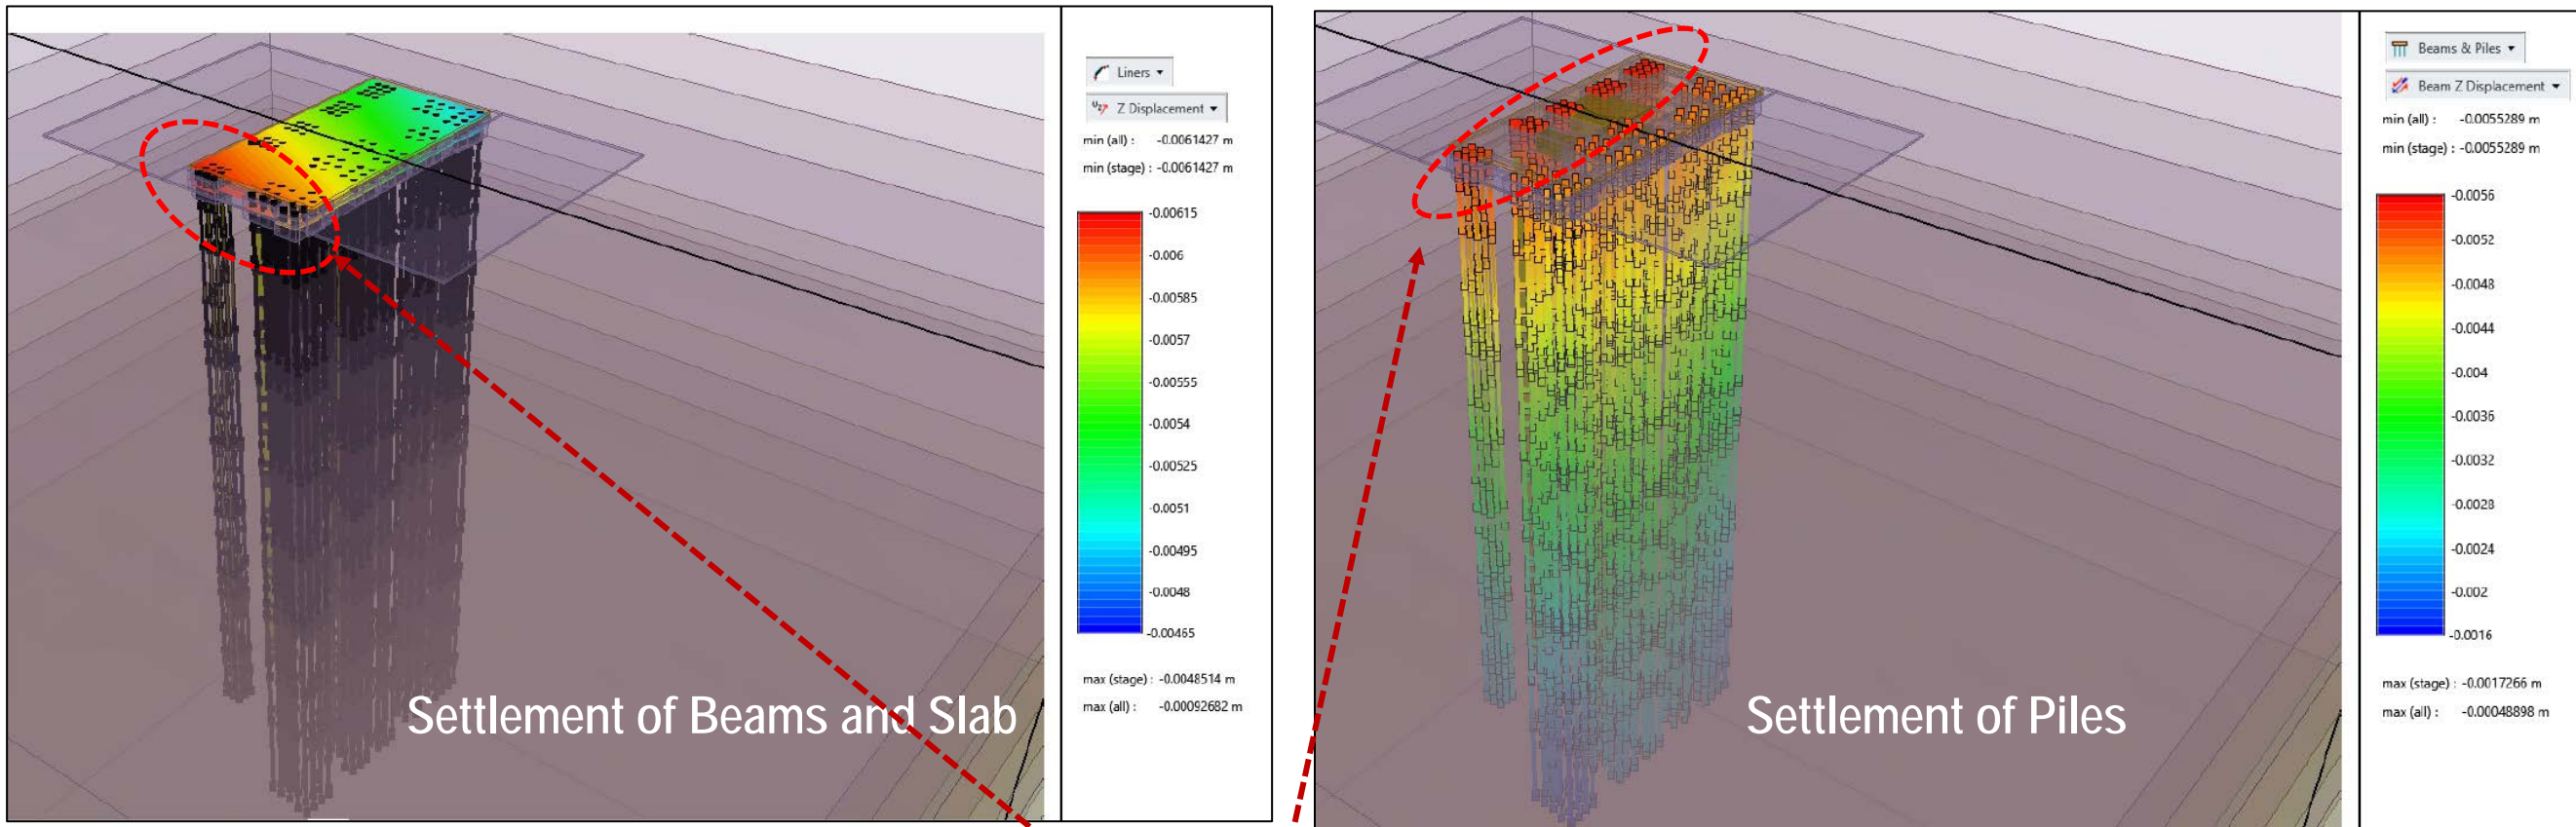 Liners
Uz Z Displacement
min (all) : -0.0061427 m
min (stage) : -0.0061427 m
-0.00615
-0.006
-0.00585
-0.0057
-0.00555
-0.0054
-0.00525
-0.0051
-0.00495
-0.0048
-0.00465
max (stage) : -0.0048514 m
max (all) : -0.00092682 m
Settlement of Beams and Slab
Beams & Piles
Beam Z Displacement
min (all) : -0.0055289 m
min (stage) : -0.0055289 m
-0.0056
-0.0052
-0.0048
-0.0044
-0.004
-0.0036
-0.0032
-0.0028
-0.0024
-0.002
-0.0016
max (stage) : -0.0017266 m
max (all) : -0.00048898 m
Settlement of Piles